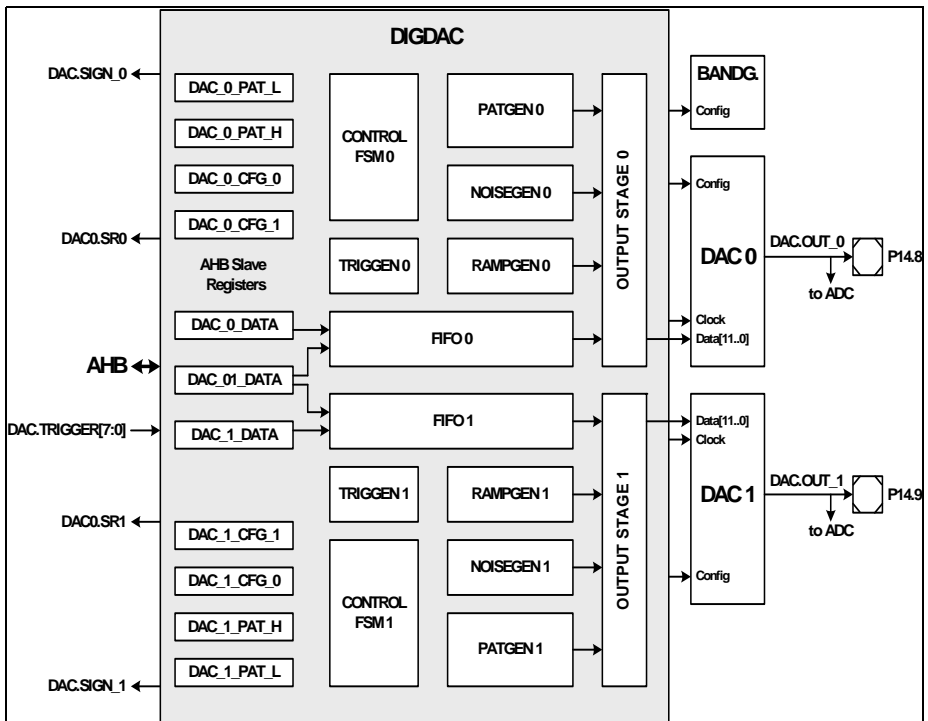 DIGDAC
DAC.SIGN_0
DAC_0_PAT_L
DAC_0_PAT_H
DAC_0_CFG_0
DAC_0_CFG_1
DAC0.SR0
AHB Slave
Registers
CONTROL
FSM 0
TRIGGEN 0
PATGEN 0
NOISEGEN 0
RAMPGEN 0
OUTPUT STAGE 0
BANDG.
Config
Config
DAC 0
Clock
Data[11..0]
DAC.OUT_0
P14.8
to ADC
DAC_0_DATA
FIFO 0
AHB
DAC_01_DATA
FIFO 1
DAC.TRIGGER[7:0]
DAC_1_DATA
TRIGGEN 1
RAMPGEN 1
NOISEGEN 1
PATGEN 1
OUTPUT STAGE 1
Data[11..0]
Clock
DAC 1
Config
DAC.OUT_1
P14.9
to ADC
DAC0.SR1
DAC_1_CFG_1
DAC_1_CFG_0
DAC_1_PAT_H
DAC_1_PAT_L
CONTROL
FSM 1
DAC.SIGN_1